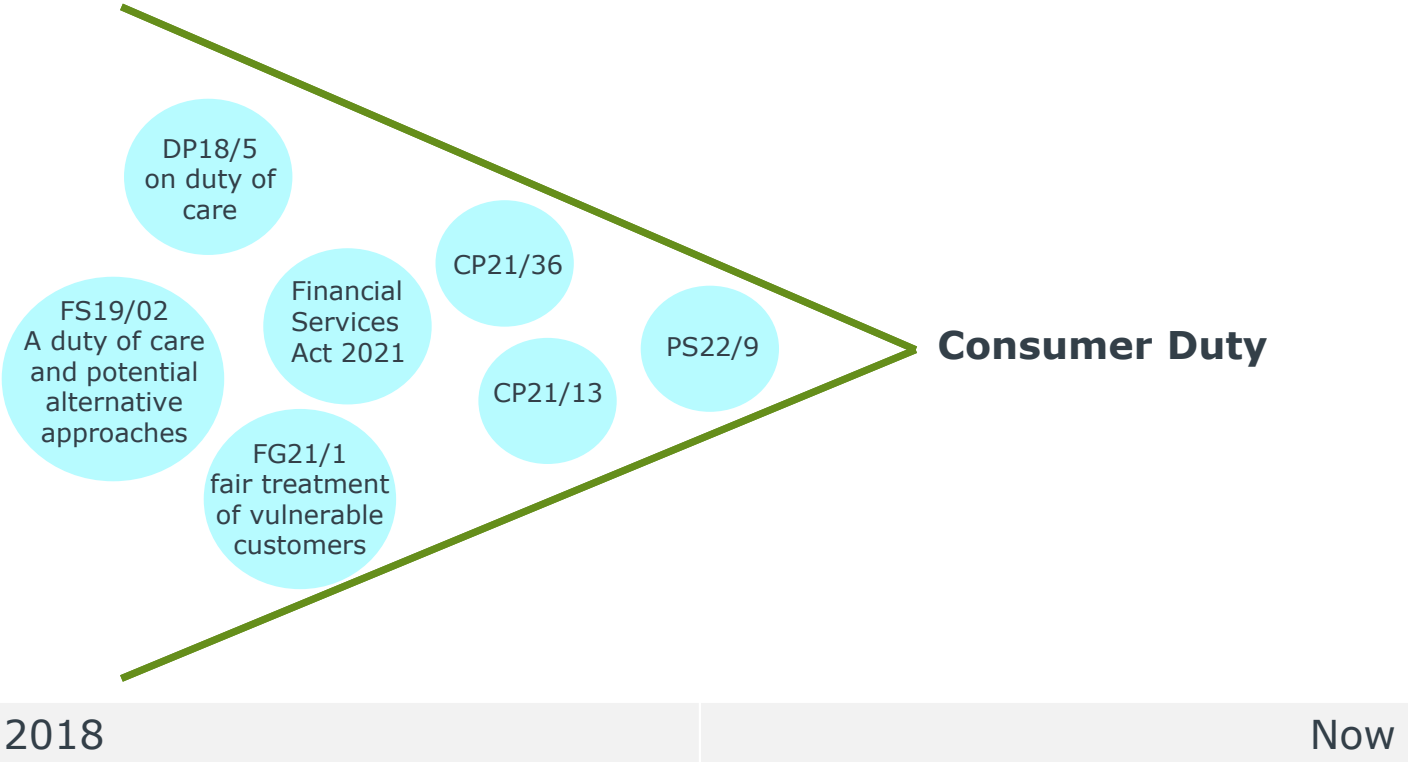 DP18/5
on duty of
care
FS19/02
A duty of care
and potential
alternative
approaches
Financial
Services
Act 2021
FG21/1
fair treatment
of vulnerable
customers
CP21/36
CP21/13
PS22/9
Consumer Duty
2018
Now